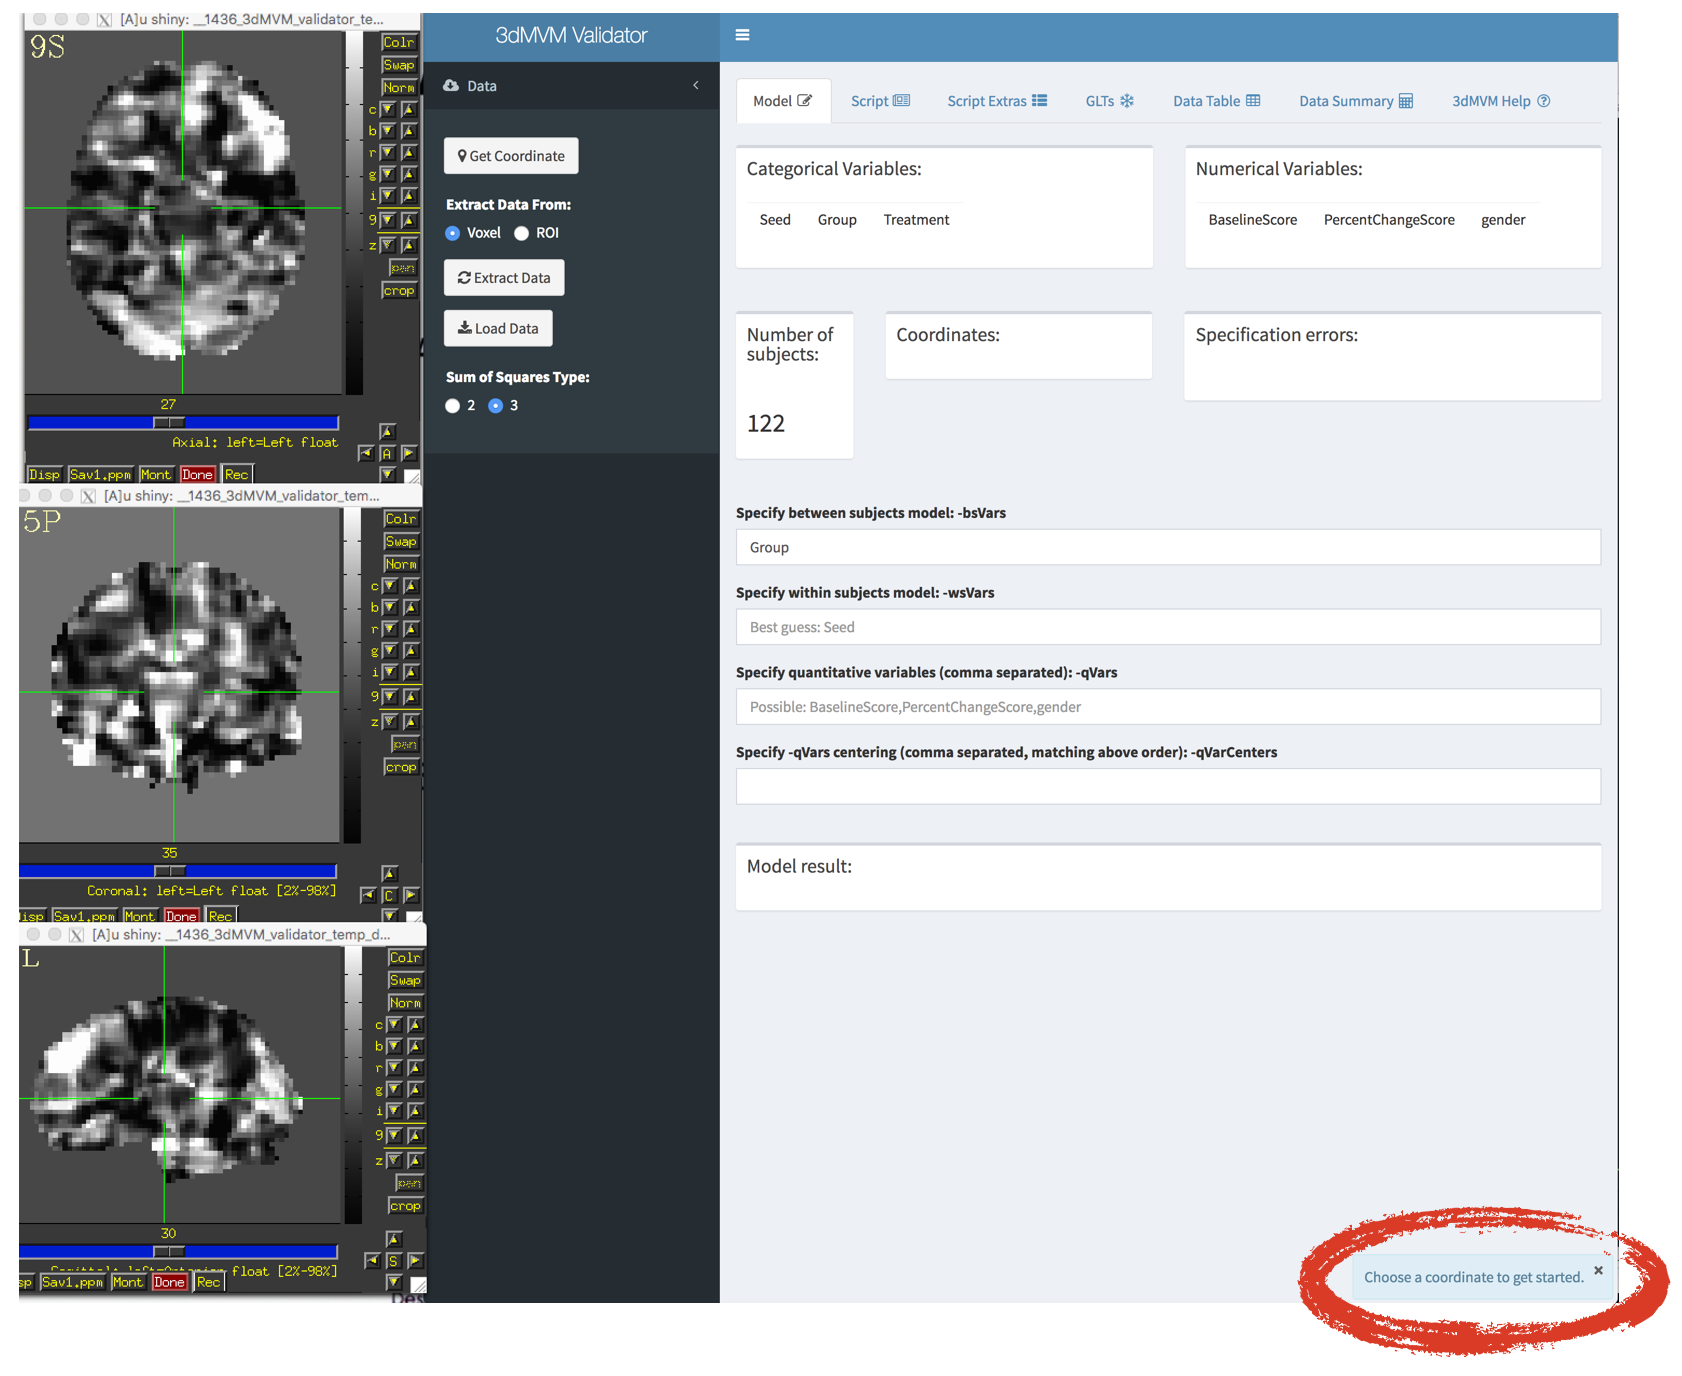 [A]u shiny: __1436_3dMVM_validator_te...
9S
Colr
Swap
Norm
c
b
r
g
i
9
z
pan
crop
27
Axial: left=Left float
A
Disp Sav1.ppm Mont Done Rec
X [A]u shiny: __1436_3dMVM_validator_tem...
5P
Colr
Swap
Norm
c
b
r
g
i
9
z
pan
crop
35
Coronal: left=Left float [2%-98%]
C
isp Sav1.ppm Mont Done Rec
X [A]u shiny: __1436_3dMVM_validator_temp_d...
L
Colr
Swap
Norm
c
b
r
g
i
9
z
pan
crop
30
float [2%-98%]
S
sp Sav1.ppm Mont Done Rec
3dMVM Validator
Data
Get Coordinate
Extract Data From:
Voxel ROI
Extract Data
Load Data
Sum of Squares Type:
2 3
Model Script Script Extras GLTs Data Table Data Summary 3dMVM Help
Categorical Variables:
Seed Group Treatment
Numerical Variables:
BaselineScore PercentChangeScore gender
Number of
subjects:
122
Coordinates:
Specification errors:
Specify between subjects model: -bsVars
Group
Specify within subjects model: -wsVars
Best guess: Seed
Specify quantitative variables (comma separated): -qVars
Possible: BaselineScore,PercentChangeScore,gender
Specify -qVars centering (comma separated, matching above order): -qVarCenters
Model result:
Choose a coordinate to get started. ×